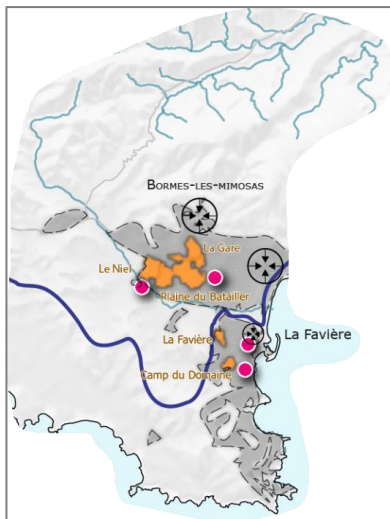 BORMES-LES-MIMOSAS
La Gare
Le Niel
Plaine du Batailler
La Favière
La Favière
Camp du Domaine